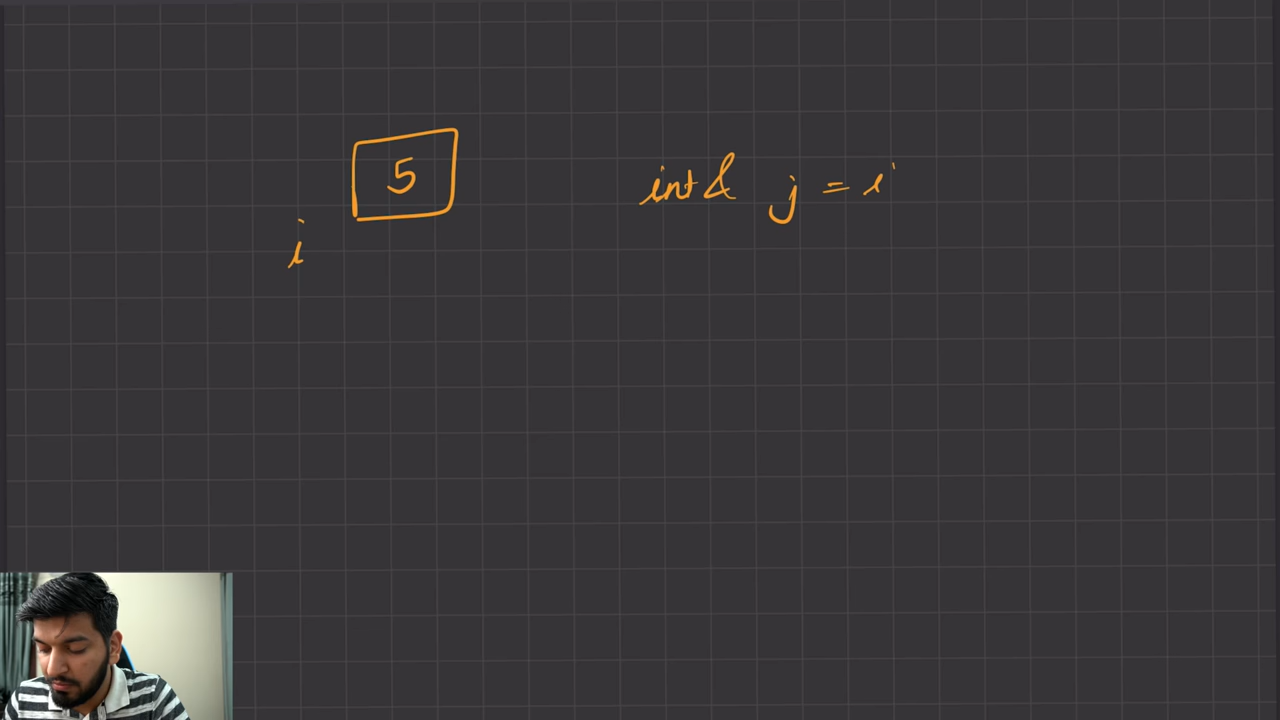 5
int& j = i
i